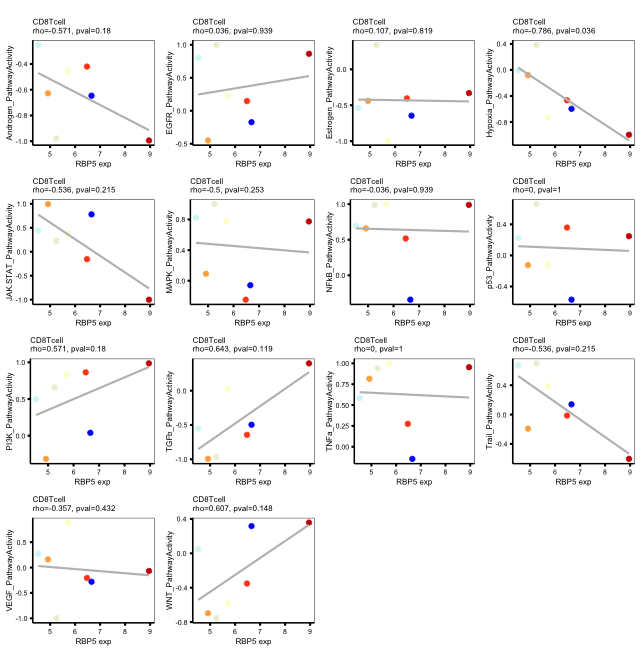 CD8Tcell
rho=-0.571, pval=0.18
Androgen_PathwayActivity
0.0
-0.4
-0.6
-0.8
-1.0
5 6 7 8 9
RBP5 exp
CD8Tcell
rho=0.036, pval=0.939
EGFR_PathwayActivity
1.0
0.5
0.0
-0.5
5 6 7 8 9
RBP5 exp
CD8Tcell
rho=0.107, pval=0.819
Estrogen_PathwayActivity
0.0
-0.5
-1.0
5 6 7 8 9
RBP5 exp
CD8Tcell
rho=-0.786, pval=0.036
Hypoxia_PathwayActivity
0.4
0.0
-0.4
-0.8
5 6 7 8 9
RBP5 exp
CD8Tcell
rho=-0.536, pval=0.215
JAK.STAT_PathwayActivity
1.0
0.5
0.0
-0.5
-1.0
5 6 7 8 9
RBP5 exp
CD8Tcell
rho=-0.5, pval=0.253
MAPK_PathwayActivity
0.8
0.4
0.0
5 6 7 8 9
RBP5 exp
CD8Tcell
rho=-0.036, pval=0.939
NFkB_PathwayActivity
1.0
0.5
0.0
5 6 7 8 9
RBP5 exp
CD8Tcell
rho=0, pval=1
p53_PathwayActivity
0.4
0.0
-0.4
5 6 7 8 9
RBP5 exp
CD8Tcell
rho=0.571, pval=0.18
PI3K_PathwayActivity
1.0
0.5
0.0
5 6 7 8 9
RBP5 exp
CD8Tcell
rho=0.643, pval=0.119
TGFb_PathwayActivity
0.0
-0.5
-1.0
5 6 7 8 9
RBP5 exp
CD8Tcell
rho=0, pval=1
TNFa_PathwayActivity
1.00
0.75
0.50
0.25
0.00
5 6 7 8 9
RBP5 exp
CD8Tcell
rho=-0.536, pval=0.215
Trail_PathwayActivity
0.4
0.0
-0.4
5 6 7 8 9
RBP5 exp
CD8Tcell
rho=-0.357, pval=0.432
VEGF_PathwayActivity
0.5
0.0
-0.5
-1.0
5 6 7 8 9
RBP5 exp
CD8Tcell
rho=0.607, pval=0.148
WNT_PathwayActivity
0.4
0.0
-0.4
-0.8
5 6 7 8 9
RBP5 exp